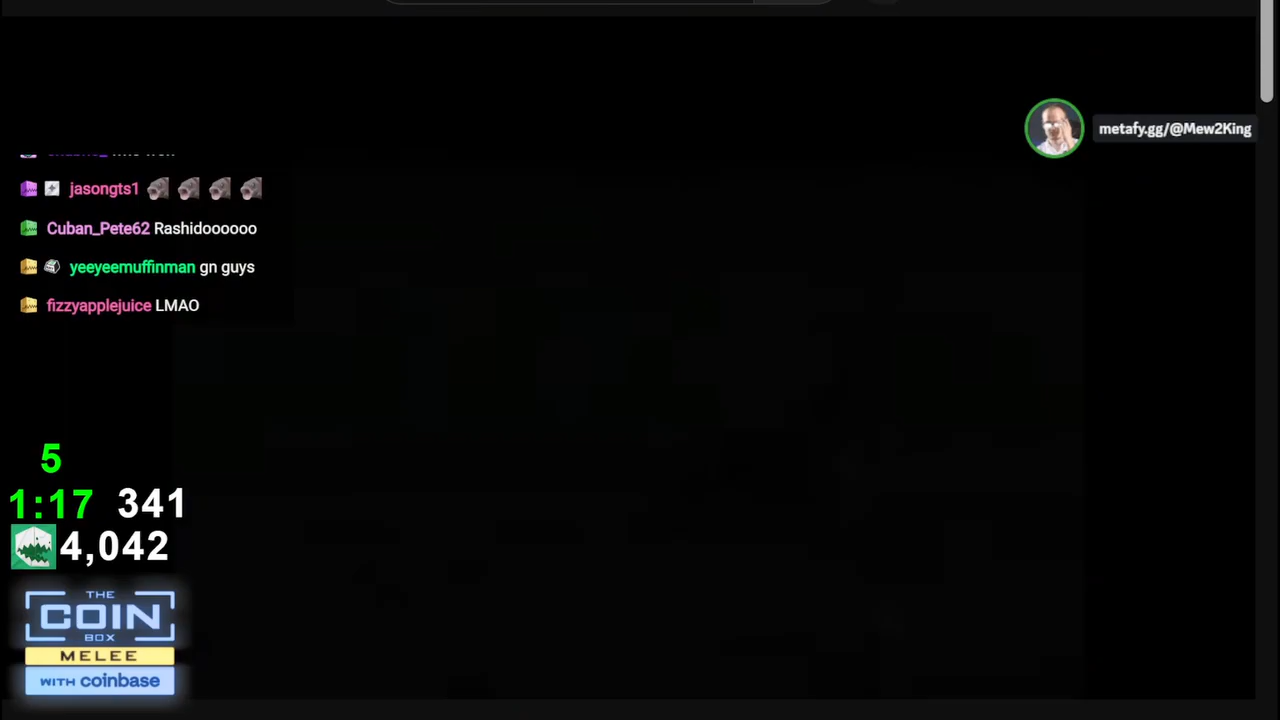 metafy.gg/@Mew2King
jasongts1
Cuban_Pete62 Rashidoooooo
yeeyeemuffinman gn guys
fizzyapplejuice LMAO
5
1:17 341
4,042
THE
COIN
BOX
MELEE
WITH coinbase